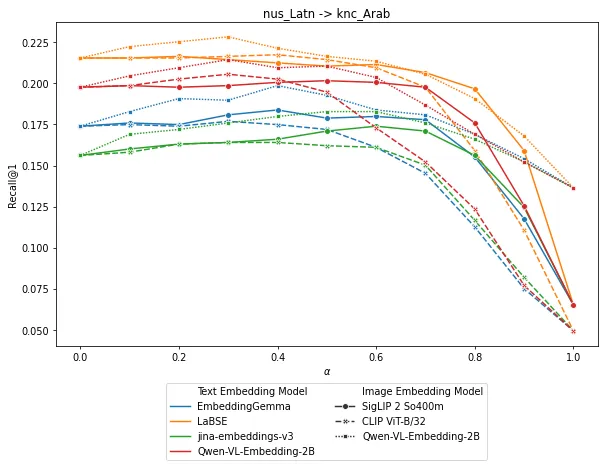 nus_Latn -> knc_Arab
Recall@1
0.225
0.200
0.175
0.150
0.125
0.100
0.075
0.050
0.0 0.2 0.4 0.6 0.8 1.0
α
Text Embedding Model Image Embedding Model
EmbeddingGemma SigLIP 2 So400m
LaBSE CLIP ViT-B/32
jina-embeddings-v3 Qwen-VL-Embedding-2B
Qwen-VL-Embedding-2B